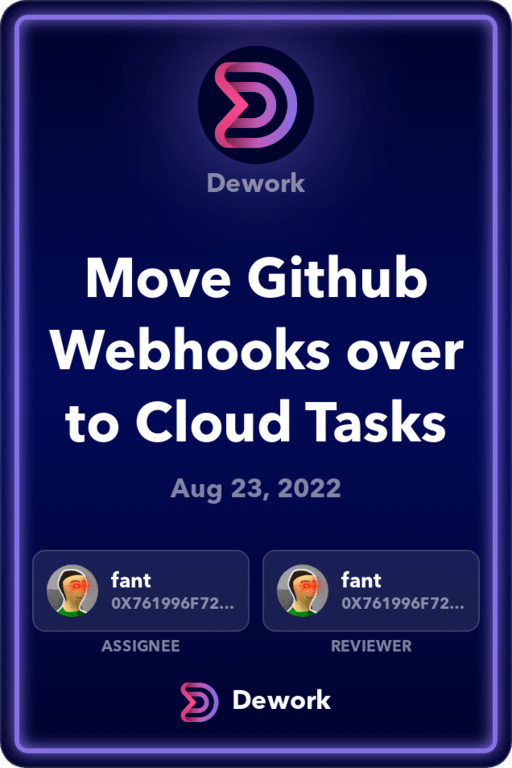 Dework
Move Github
Webhooks over
to Cloud Tasks
Aug 23, 2022
fant
0X761996F72...
ASSIGNEE
fant
0X761996F72...
REVIEWER
Dework